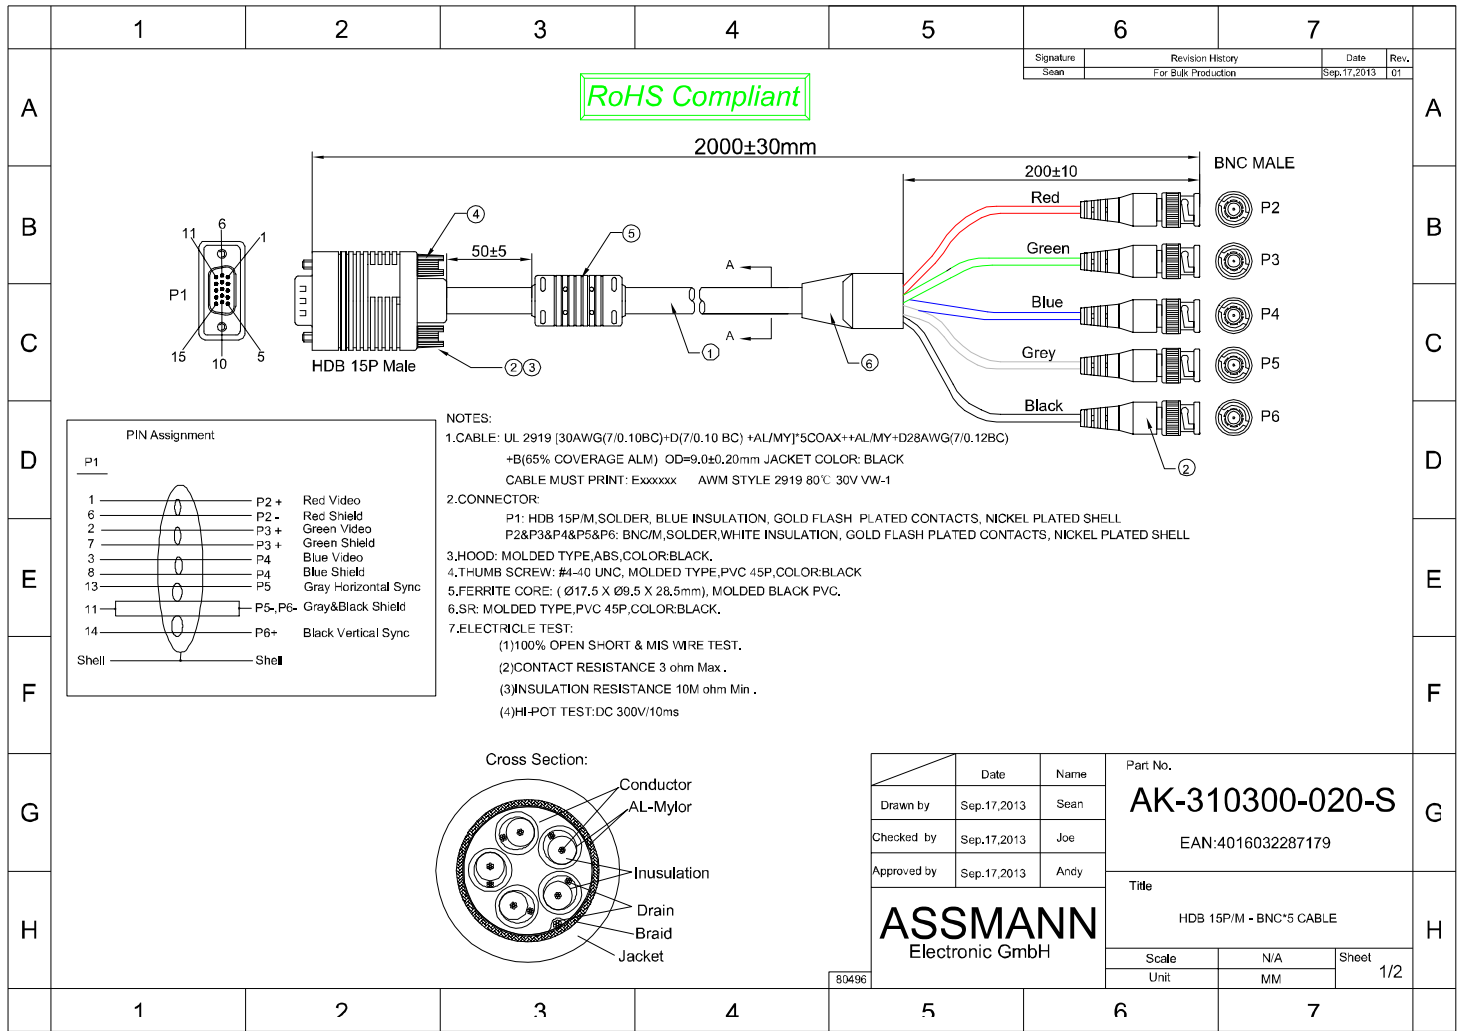 1 2 3 4 5 6 7
Signature Revision History Date Rev.
Sean For Bulk Production Sep.17,2013 01
A A
RoHS Compliant
2000±30mm
BNC MALE
200±10
Red P2
B B
4
6
11 1
5
50±5
Green P3
A
P1
Blue P4
C C
A
15 10 5
HDB 15P Male
2 3
1
6
Grey P5
Black P6
2
PIN Assignment
P1
1 P2 + Red Video
6 P2 - Red Shield
2 P3 + Green Video
7 P3 + Green Shield
3 P4 Blue Video
8 P4 Blue Shield
13 P5 Gray Horizontal Sync
11 P5-,P6- Gray&Black Shield
14 P6+ Black Vertical Sync
Shell Shell
NOTES:
1.CABLE: UL 2919 [30AWG(7/0.10BC)+D(7/0.10 BC) +AL/MY]*5COAX++AL/MY+D28AWG(7/0.12BC)
+B(65% COVERAGE ALM) OD=9.0±0.20mm JACKET COLOR: BLACK
CABLE MUST PRINT: Exxxxxx AWM STYLE 2919 80℃ 30V VW-1
2.CONNECTOR:
P1: HDB 15P/M,SOLDER, BLUE INSULATION, GOLD FLASH PLATED CONTACTS, NICKEL PLATED SHELL
P2&P3&P4&P5&P6: BNC/M,SOLDER,WHITE INSULATION, GOLD FLASH PLATED CONTACTS, NICKEL PLATED SHELL
3.HOOD: MOLDED TYPE,ABS,COLOR:BLACK.
4.THUMB SCREW: #4-40 UNC, MOLDED TYPE,PVC 45P,COLOR:BLACK
5.FERRITE CORE: ( Ø17.5 X Ø9.5 X 28.5mm), MOLDED BLACK PVC.
6.SR: MOLDED TYPE,PVC 45P,COLOR:BLACK.
7.ELECTRICLE TEST:
(1)100% OPEN SHORT & MIS WIRE TEST.
(2)CONTACT RESISTANCE 3 ohm Max .
(3)INSULATION RESISTANCE 10M ohm Min .
(4)HI-POT TEST:DC 300V/10ms
D D
E E
F F
Cross Section:
Conductor
AL-Mylor
Inusulation
Drain
Braid
Jacket
G G
H H
Date Name
Drawn by Sep.17,2013 Sean
Checked by Sep.17,2013 Joe
Approved by Sep.17,2013 Andy
Part No.
AK-310300-020-S
EAN:4016032287179
ASSMANN
Electronic GmbH
Title
HDB 15P/M - BNC*5 CABLE
Scale N/A Sheet
Unit MM 1/2
80496
1 2 3 4 5 6 7